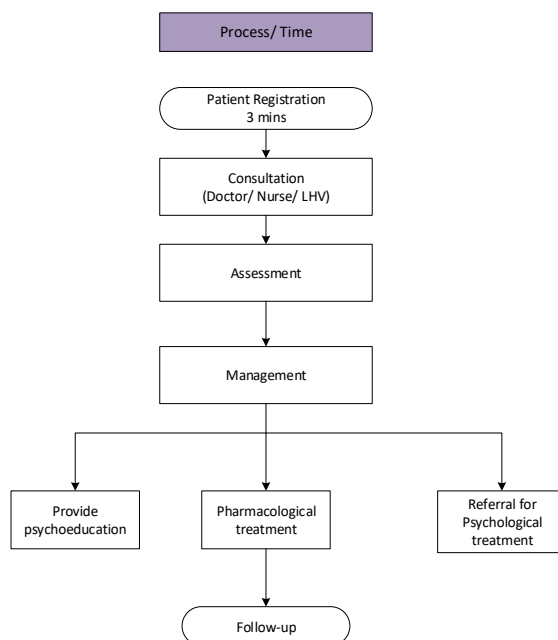 Process/ Time
Patient Registration
3 mins
Consultation
(Doctor/ Nurse/ LHV)
Assessment
Management
Provide
psychoeducation
Pharmacological
treatment
Referral for
Psychological
treatment
Follow-up